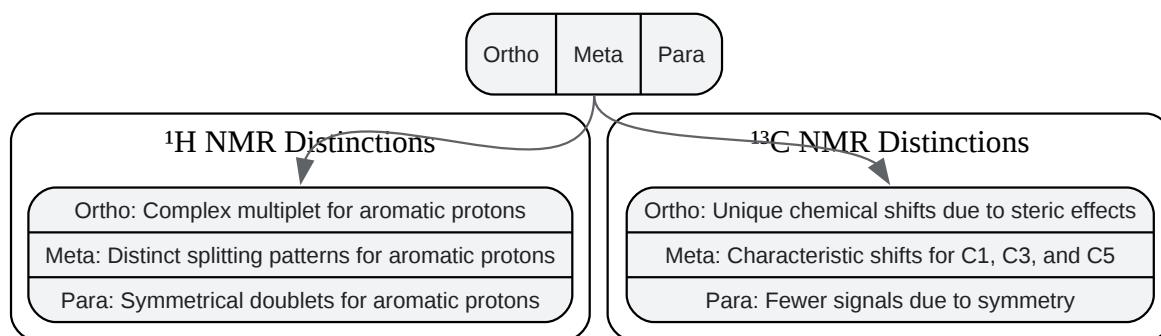 Ortho
Meta
Para
¹H NMR Distinctions
Ortho: Complex multiplet for aromatic protons
Meta: Distinct splitting patterns for aromatic protons
Para: Symmetrical doublets for aromatic protons
¹³C NMR Distinctions
Ortho: Unique chemical shifts due to steric effects
Meta: Characteristic shifts for C1, C3, and C5
Para: Fewer signals due to symmetry